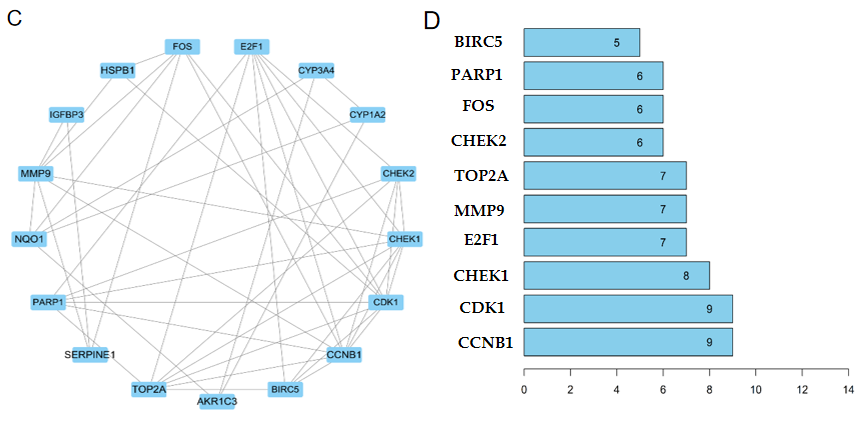 C
FOS
E2F1
HSPB1
CYP3A4
IGFBP3
CYP1A2
MMP9
CHEK2
NQO1
CHEK1
PARP1
CDK1
SERPINE1
CCNB1
TOP2A
BIRC5
AKR1C3
D
BIRC5 5
PARP1 6
FOS 6
CHEK2 6
TOP2A 7
MMP9 7
E2F1 7
CHEK1 8
CDK1 9
CCNB1 9
0 2 4 6 8 10 12 14